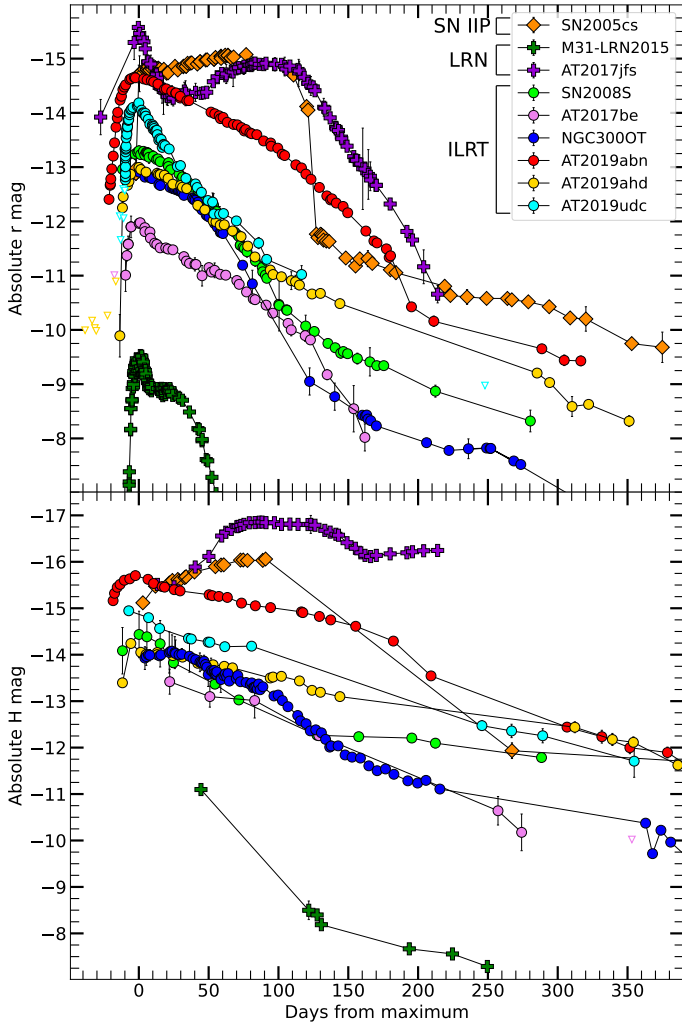 SN IIP
LRN
ILRT
SN2005cs
M31-LRN2015
AT2017jfs
SN2008S
AT2017be
NGC300OT
AT2019abn
AT2019ahd
AT2019udc
Absolute r mag
−15
−14
−13
−12
−11
−10
−9
−8
Absolute H mag
−17
−16
−15
−14
−13
−12
−11
−10
−9
−8
0 50 100 150 200 250 300 350
Days from maximum